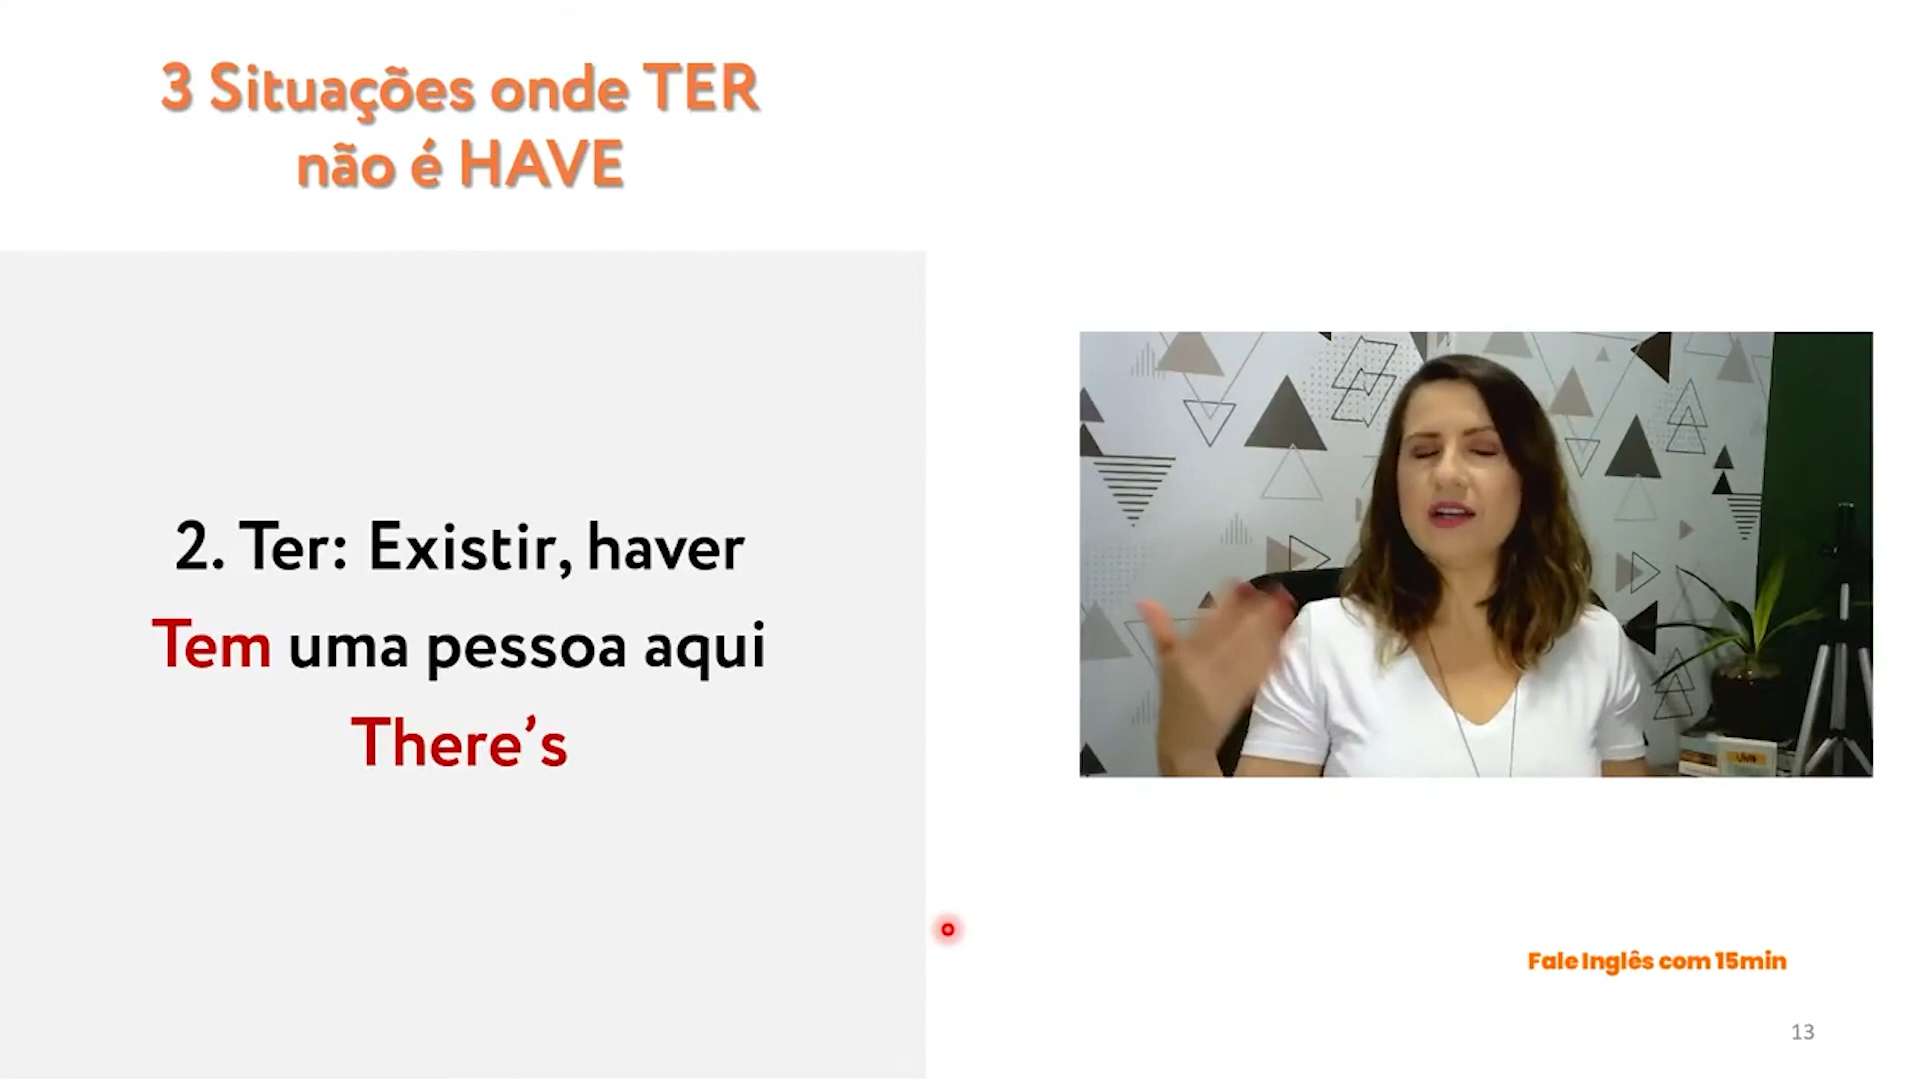 3 Situações onde TER
não é HAVE
2. Ter: Existir, haver
Tem uma pessoa aqui
There’s
Fale Inglês com 15min
13